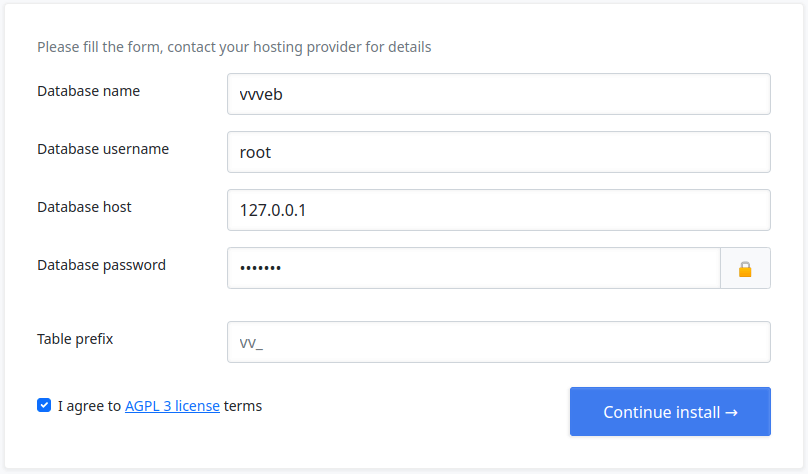 Please fill the form, contact your hosting provider for details
Database name
vvveb
Database username
root
Database host
127.0.0.1
Database password
•••••••
Table prefix
vv_
I agree to AGPL 3 license terms
Continue install →